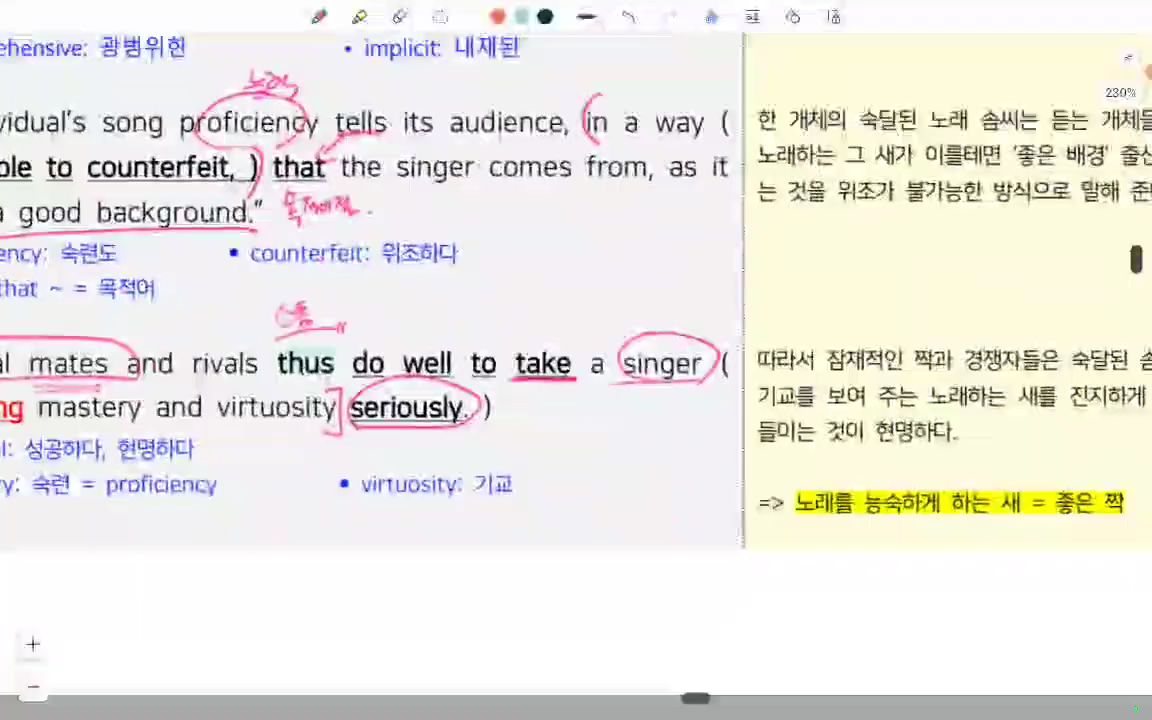 230%
ehensive: 광범위헌
• implicit: 내재된
노래
vidual's song proficiency tells its audience, (in a way (
ole to counterfeit, ) that the singer comes from, as it
a good background."
ency: 숙련도
• counterfeit: 위조하다
that ~ = 목적어
al mates and rivals thus do well to take a singer (
ng mastery and virtuosity] seriously. )
l: 성공하다, 현명하다
y: 숙련 = proficiency
• virtuosity: 기교
한 개체의 숙달된 노래 솜씨는 듣는 개체들
노래하는 그 새가 이를테면 '좋은 배경' 출신
는 것을 위조가 불가능한 방식으로 말해 준
따라서 잠재적인 짝과 경쟁자들은 숙달된 솜
기교를 보여 주는 노래하는 새를 진지하게
들미는 것이 현명하다.
=> 노래를 능숙하게 하는 새 = 좋은 짝